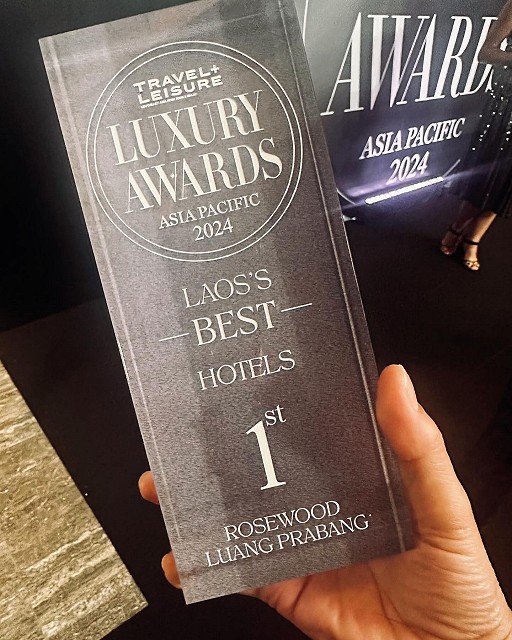 TRAVEL+
LEISURE
LUXURY
AWARDS
ASIA PACIFIC
2024
LAOS'S
BEST
HOTELS
1st
ROSEWOOD
LUANG PRABANG
AWARDS
ASIA PACIFIC
2024